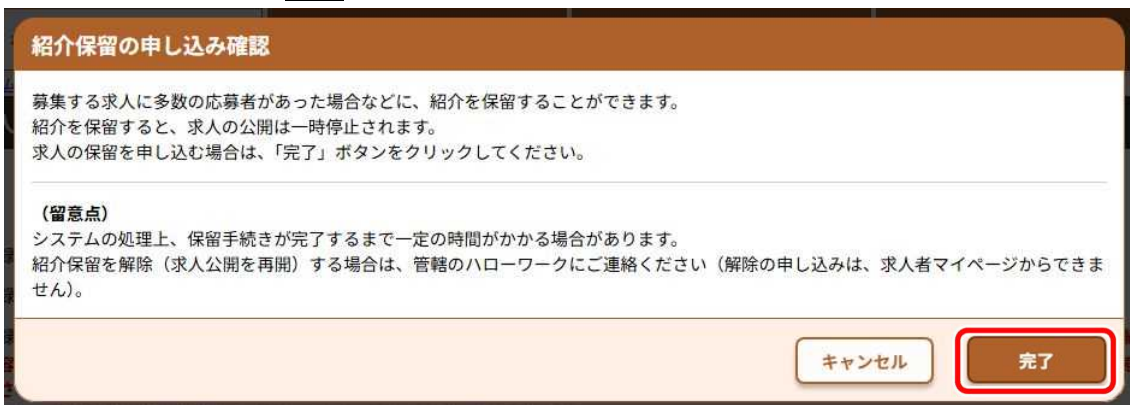 紹介保留の申し込み確認
募集する求人に多数の応募者があった場合などに、紹介を保留することができます。
紹介を保留すると、求人の公開は一時停止されます。
求人の保留を申し込む場合は、「完了」ボタンをクリックしてください。
（留意点）
システムの処理上、保留手続きが完了するまで一定の時間がかかる場合があります。
紹介保留を解除（求人公開を再開）する場合は、管轄のハローワークにご連絡ください（解除の申し込みは、求人者マイページからできま
せん）。
キャンセル
完了